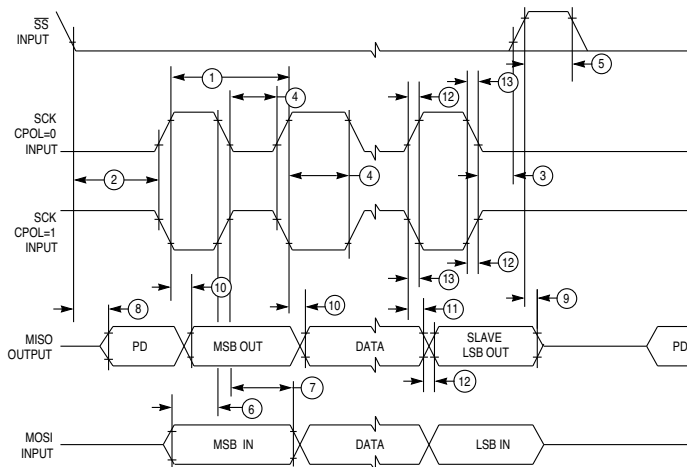 SS
INPUT
5
1
13
12
4
SCK
CPOL=0
INPUT
3
2
4
SCK
CPOL=1
INPUT
12
13
10
10
9
8
11
MISO
OUTPUT
PD
MSB OUT
DATA
SLAVE
LSB OUT
PD
12
7
6
MOSI
INPUT
MSB IN
DATA
LSB IN